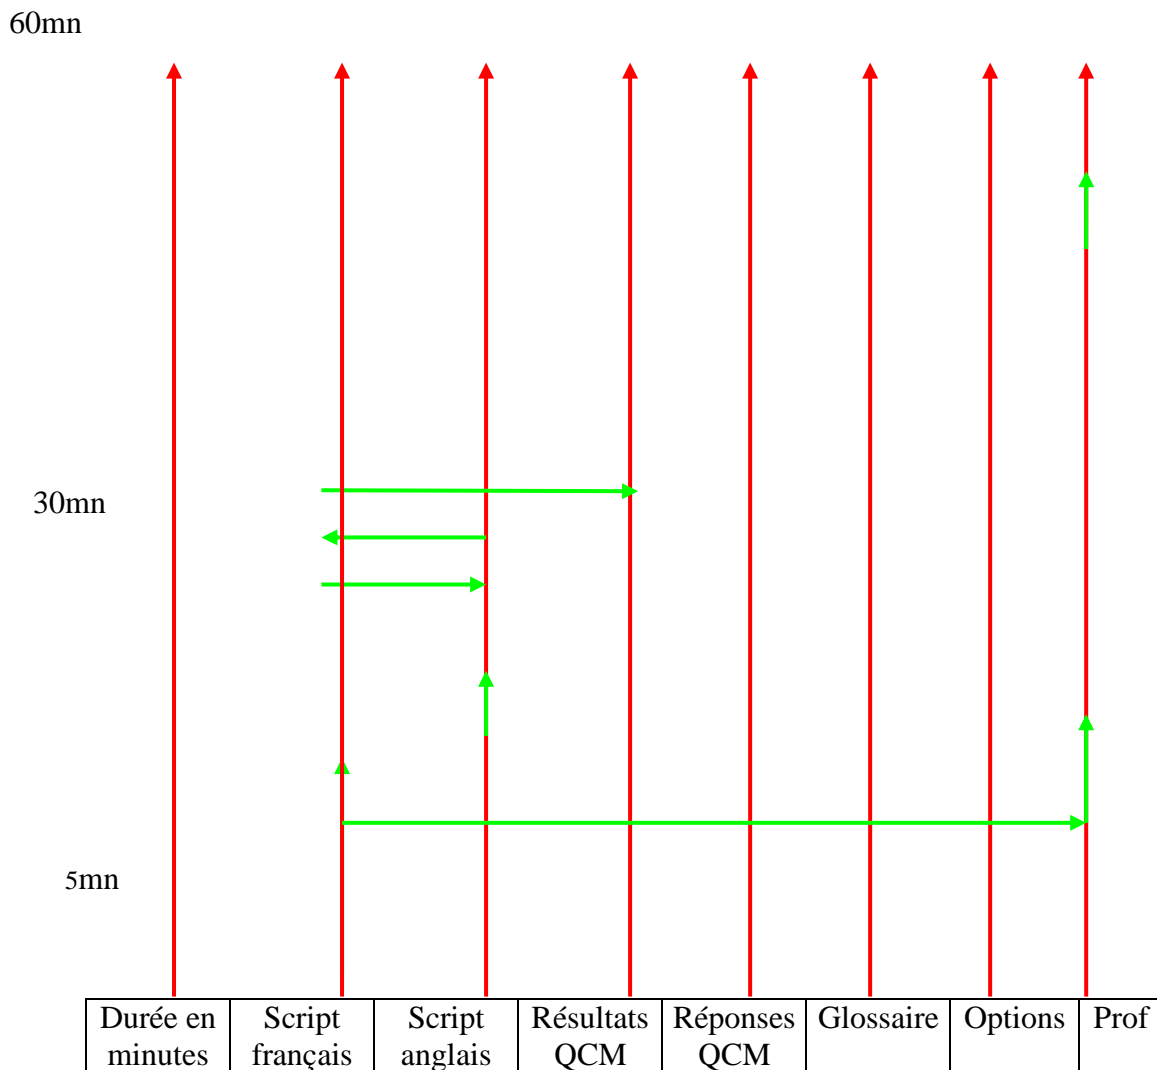 60mn
30mn
5mn
Durée en minutes
Script français
Script anglais
Résultats QCM
Réponses QCM
Glossaire
Options
Prof